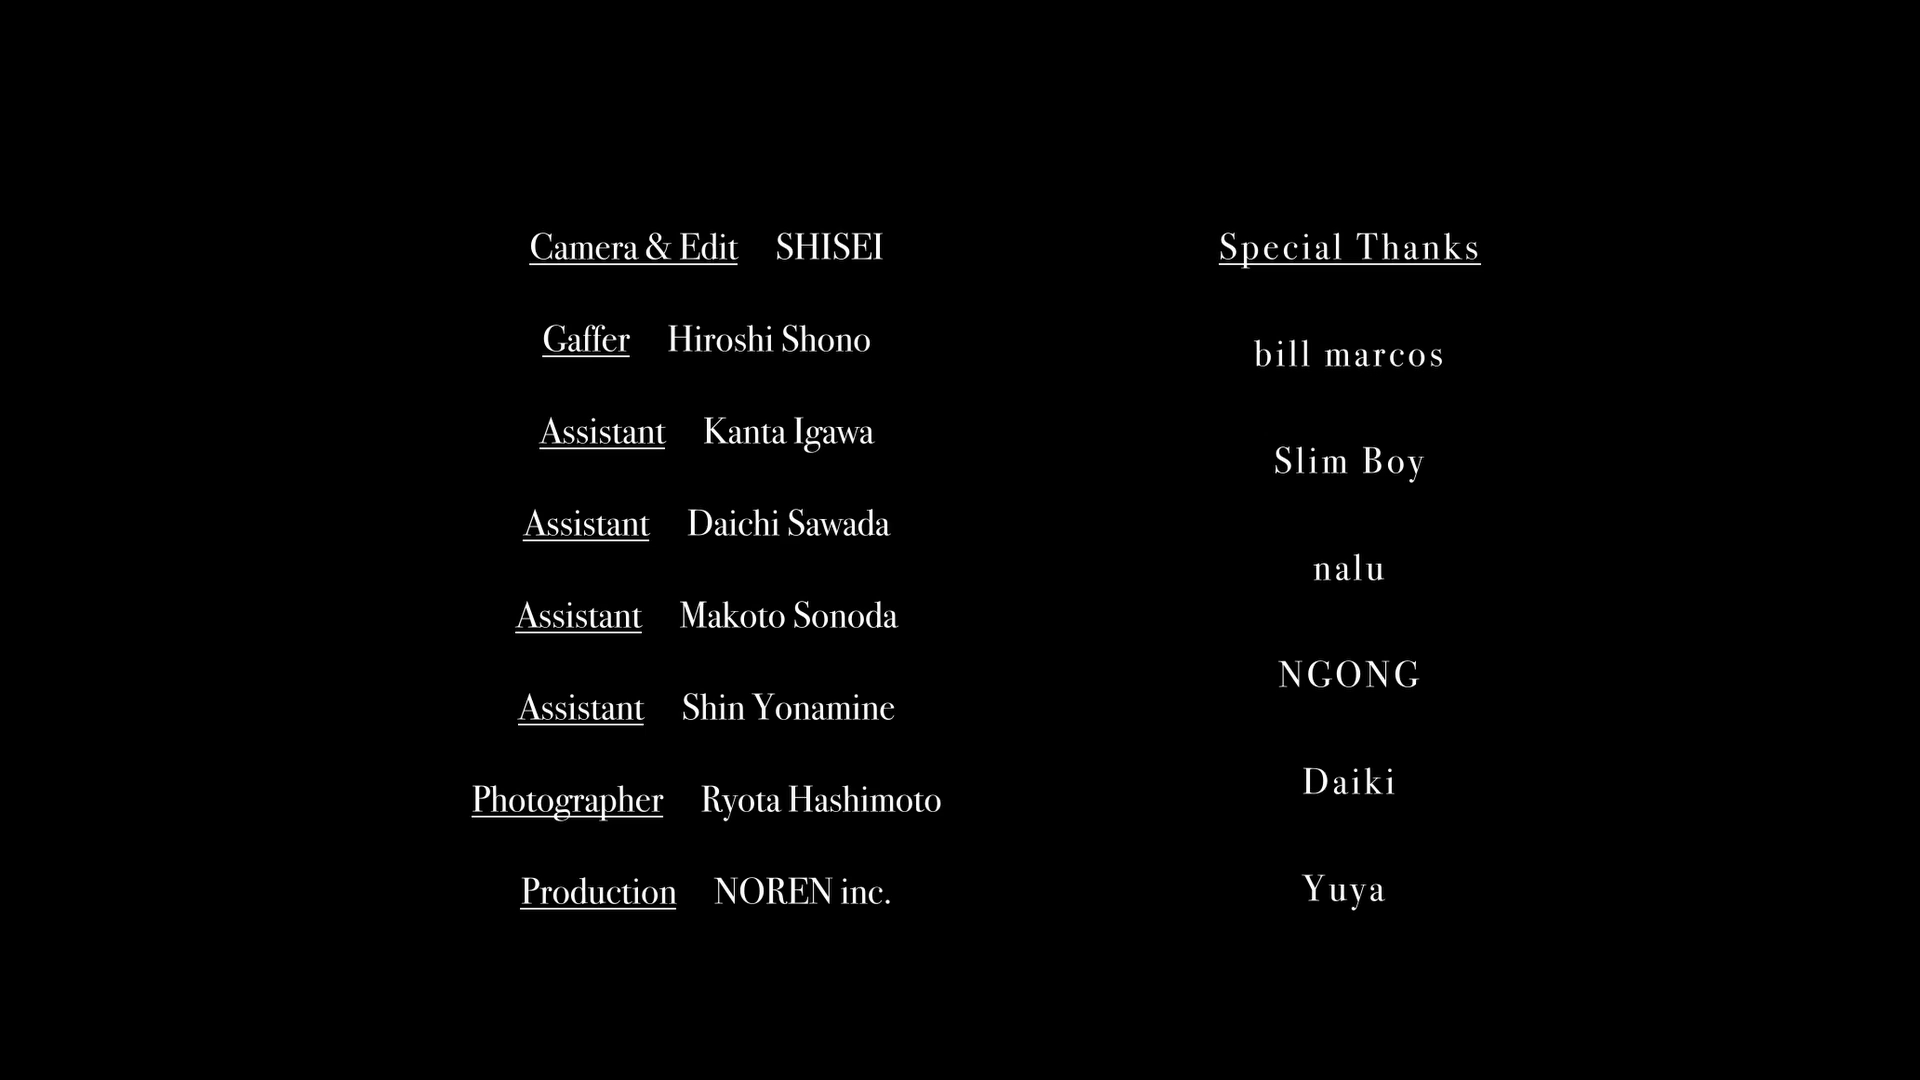 Camera & Edit SHISEI
Gaffer Hiroshi Shono
Assistant Kanta Igawa
Assistant Daichi Sawada
Assistant Makoto Sonoda
Assistant Shin Yonamine
Photographer Ryota Hashimoto
Production NOREN inc.
Special Thanks
bill marcos
Slim Boy
nalu
NGONG
Daiki
Yuya